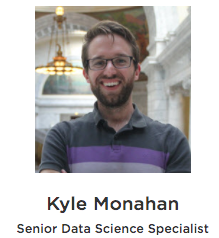 Kyle Monahan
Senior Data Science Specialist